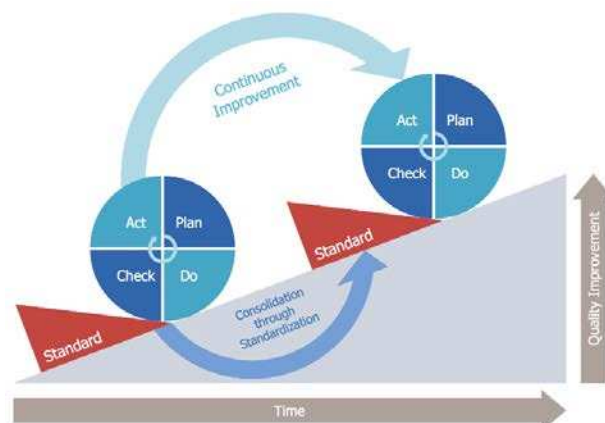 Continuous
Improvement
Act
Plan
Check
Do
Act
Plan
Check
Do
Standard
Standard
Consolidation
through
Standardization
Quality Improvement
Time